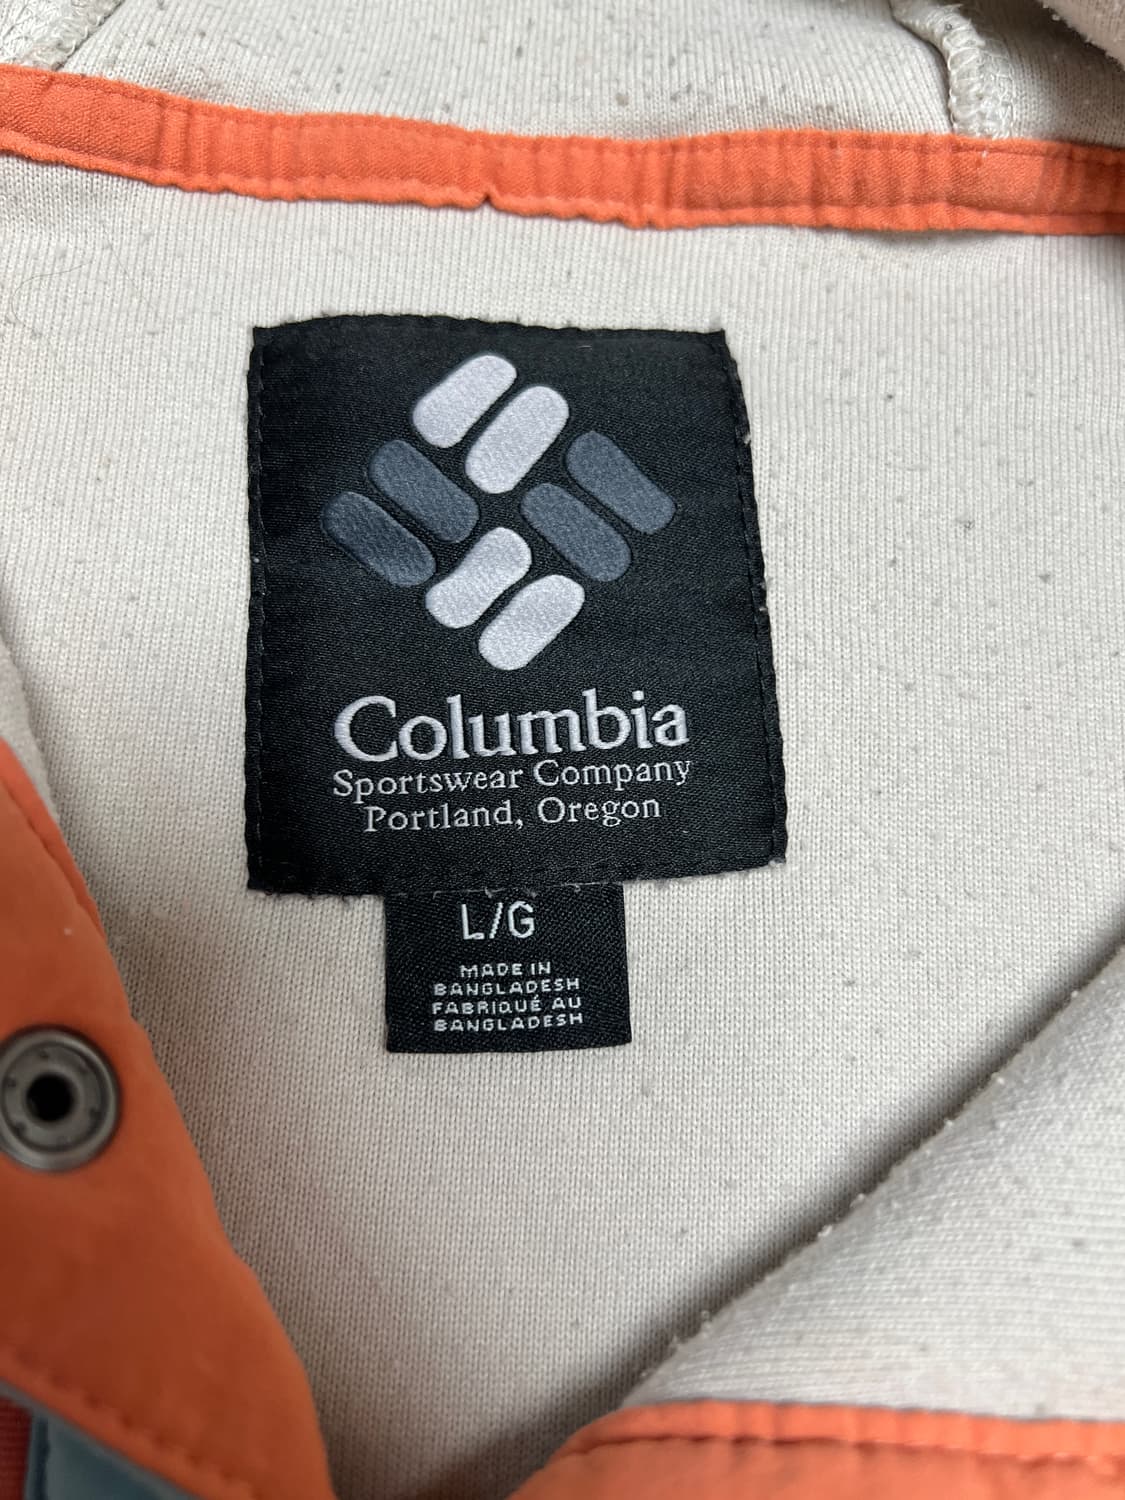 Columbia
Sportswear Company
Portland, Oregon
L/G
MADE IN
BANGLADESH
FABRIQUÉ AU
BANGLADESH